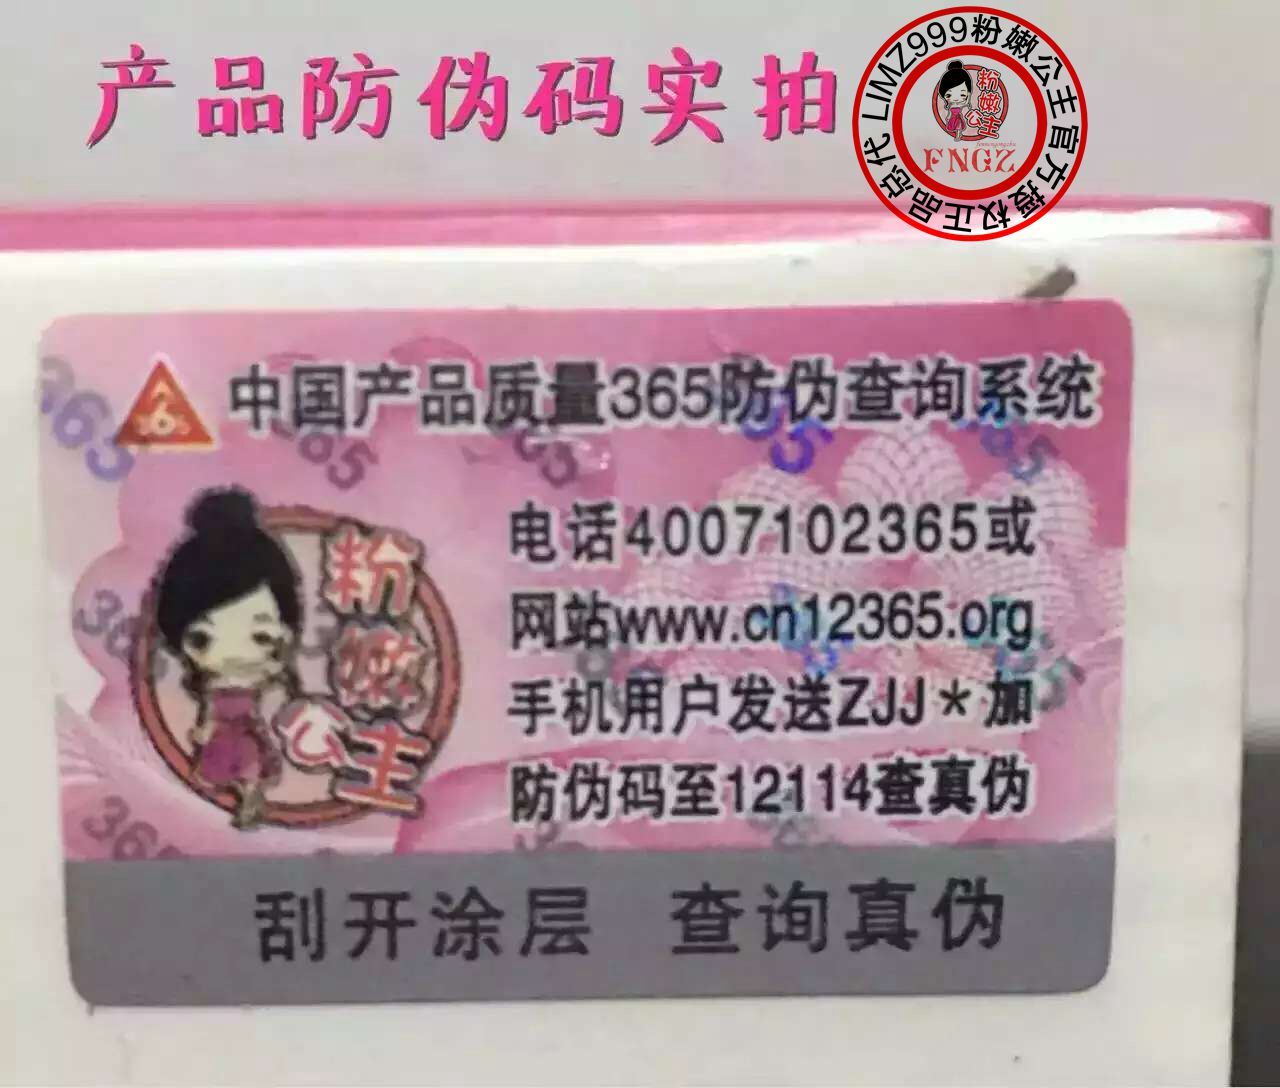 产品防伪码实拍
总代 LIMZ999粉嫩公主官方授权正品
粉嫩公主
FNGZ
中国产品质量365防伪查询系统
粉嫩公主
电话4007102365或
网站www.cn12365.org
手机用户发送ZJJ*加
防伪码至12114查真伪
刮开涂层 查询真伪